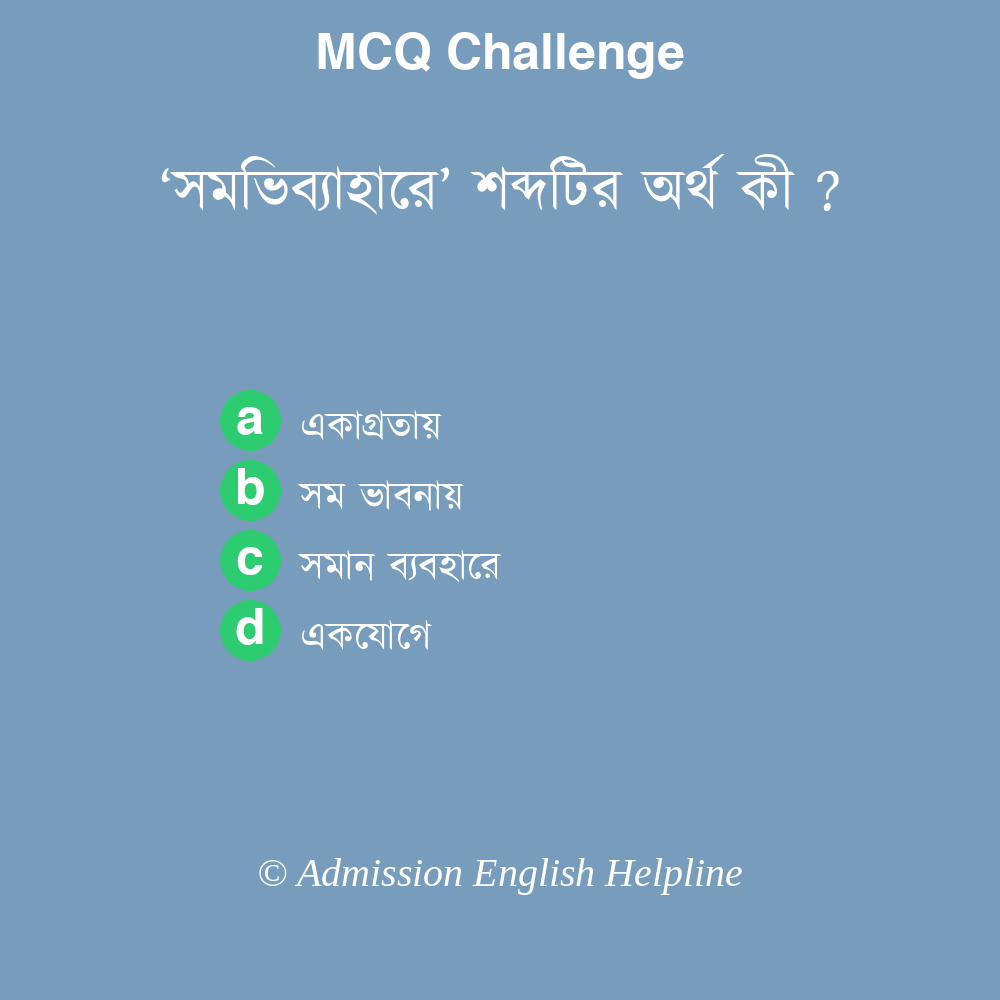 MCQ Challenge
‘সমভিব্যাহারে’ শব্দটির অর্থ কী ?
a একাগ্রতায়
b সম ভাবনায়
c সমান ব্যবহারে
d একযোগে
© Admission English Helpline